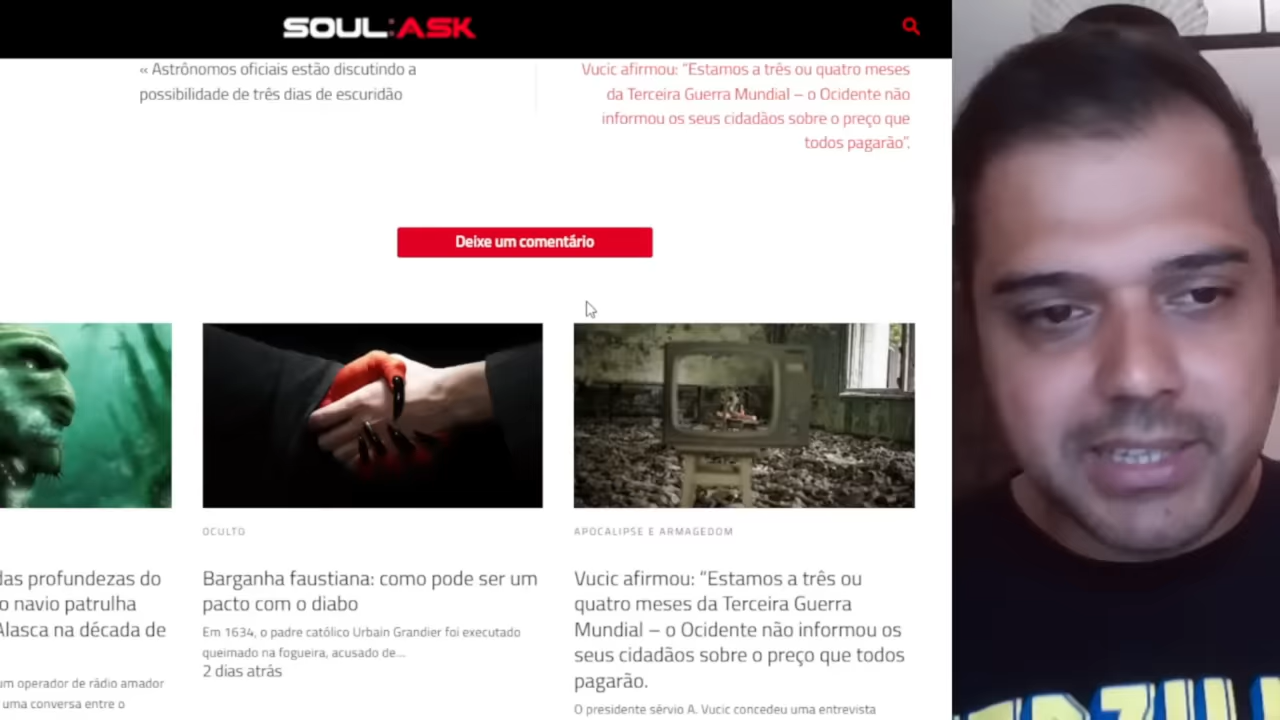 SOUL:ASK
« Astrônomos oficiais estão discutindo a
possibilidade de três dias de escuridão
Vucic afirmou: “Estamos a três ou quatro meses
da Terceira Guerra Mundial – o Ocidente não
informou os seus cidadãos sobre o preço que
todos pagarão”.
Deixe um comentário
das profundezas do
o navio patrulha
Alasca na década de
um operador de rádio amador
uma conversa entre o
OCULTO
Barganha faustiana: como pode ser um
pacto com o diabo
Em 1634, o padre católico Urbain Grandier foi executado
queimado na fogueira, acusado de...
2 dias atrás
APOCALIPSE E ARMAGEDOM
Vucic afirmou: “Estamos a três ou
quatro meses da Terceira Guerra
Mundial – o Ocidente não informou os
seus cidadãos sobre o preço que todos
pagarão.
O presidente sérvio A. Vucic concedeu uma entrevista